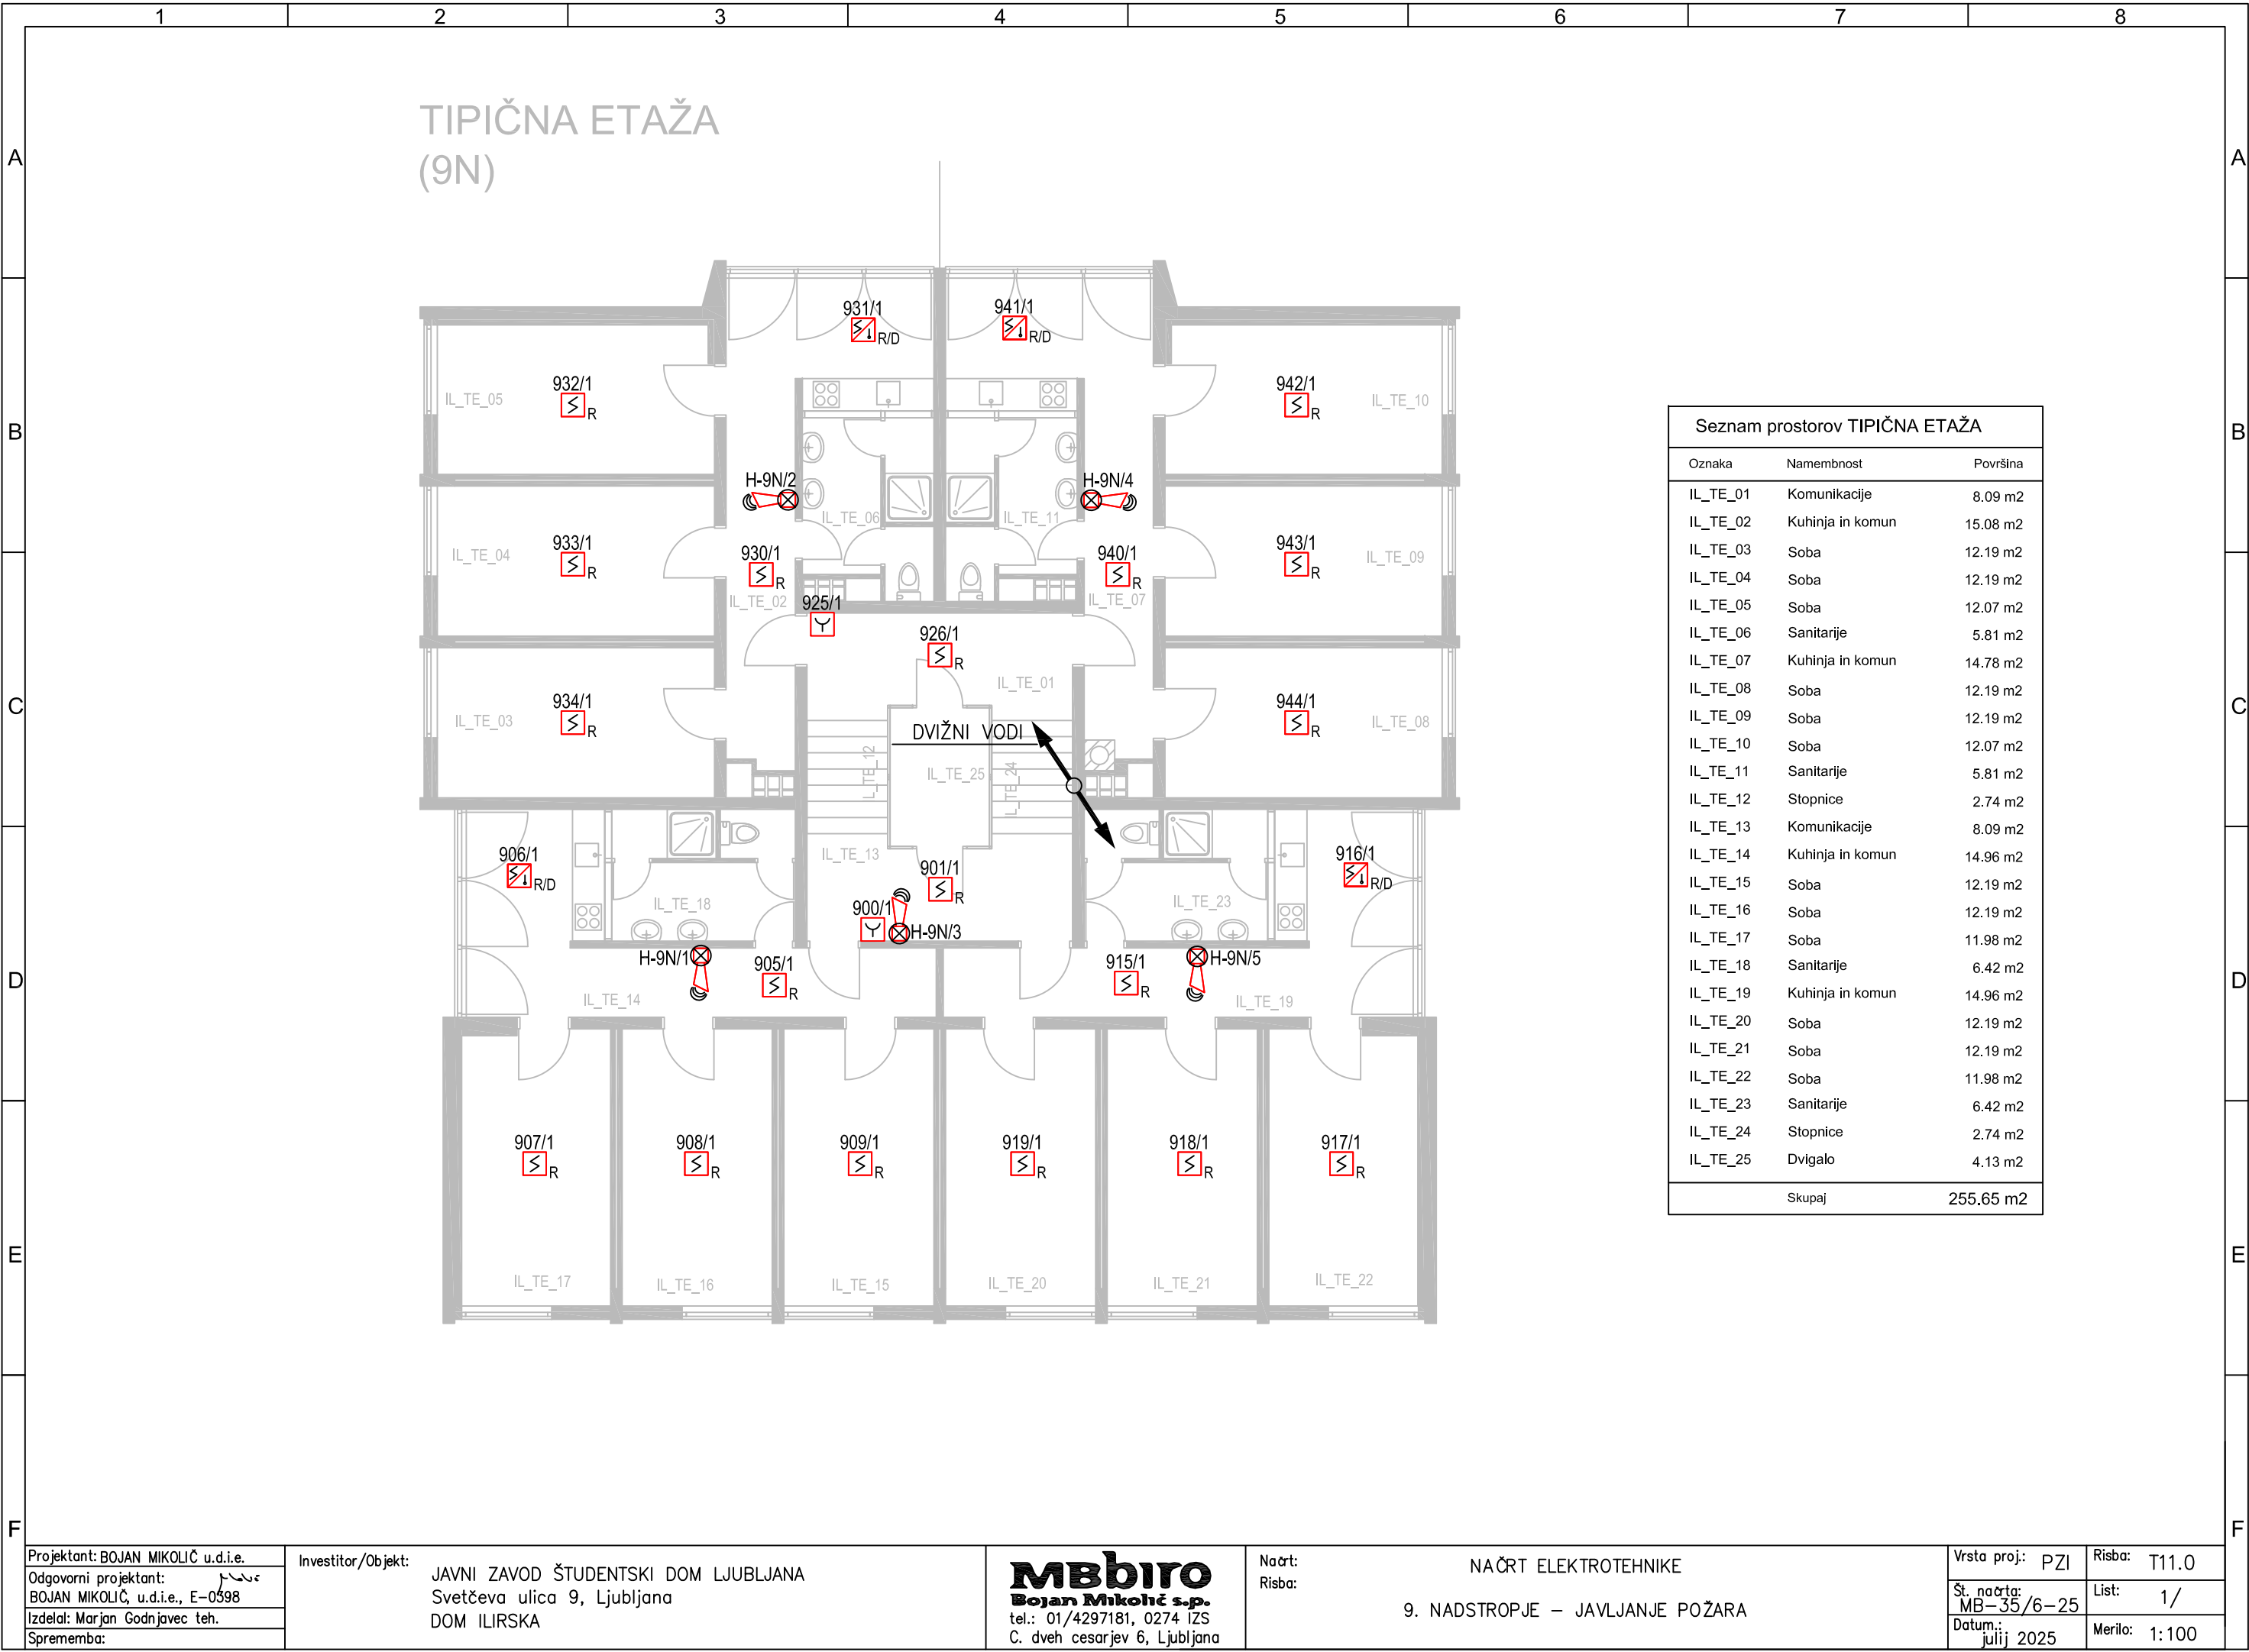 1 2 3 4 5 6 7 8
A A
B B
C C
D D
E E
F F
TIPIČNA ETAŽA
(9N)
931/1
R/D
941/1
R/D
932/1
R
IL_TE_05
942/1
R
IL_TE_10
H-9N/2
H-9N/4
IL_TE_06
IL_TE_11
933/1
R
IL_TE_04
930/1
R
940/1
R
943/1
R
IL_TE_09
IL_TE_02
IL_TE_07
925/1
926/1
R
IL_TE_01
934/1
R
IL_TE_03
944/1
R
IL_TE_08
DVIŽNI VODI
IL_TE_12
IL_TE_25
IL_TE_24
906/1
R/D
IL_TE_13
916/1
R/D
901/1
R
IL_TE_18
IL_TE_23
900/1
H-9N/3
H-9N/1
905/1
R
915/1
R
H-9N/5
IL_TE_14
IL_TE_19
907/1
R
908/1
R
909/1
R
919/1
R
918/1
R
917/1
R
IL_TE_17
IL_TE_16
IL_TE_15
IL_TE_20
IL_TE_21
IL_TE_22
Seznam prostorov TIPIČNA ETAŽA
Oznaka Namembnost Površina
IL_TE_01 Komunikacije 8.09 m2
IL_TE_02 Kuhinja in komun 15.08 m2
IL_TE_03 Soba 12.19 m2
IL_TE_04 Soba 12.19 m2
IL_TE_05 Soba 12.07 m2
IL_TE_06 Sanitarije 5.81 m2
IL_TE_07 Kuhinja in komun 14.78 m2
IL_TE_08 Soba 12.19 m2
IL_TE_09 Soba 12.19 m2
IL_TE_10 Soba 12.07 m2
IL_TE_11 Sanitarije 5.81 m2
IL_TE_12 Stopnice 2.74 m2
IL_TE_13 Komunikacije 8.09 m2
IL_TE_14 Kuhinja in komun 14.96 m2
IL_TE_15 Soba 12.19 m2
IL_TE_16 Soba 12.19 m2
IL_TE_17 Soba 11.98 m2
IL_TE_18 Sanitarije 6.42 m2
IL_TE_19 Kuhinja in komun 14.96 m2
IL_TE_20 Soba 12.19 m2
IL_TE_21 Soba 12.19 m2
IL_TE_22 Soba 11.98 m2
IL_TE_23 Sanitarije 6.42 m2
IL_TE_24 Stopnice 2.74 m2
IL_TE_25 Dvigalo 4.13 m2
Skupaj 255.65 m2
Projektant: BOJAN MIKOLIČ u.d.i.e.
Odgovorni projektant:
BOJAN MIKOLIČ, u.d.i.e., E-0598
Izdelal: Marjan Godnjavec teh.
Sprememba:
Investitor/Objekt:
JAVNI ZAVOD ŠTUDENTSKI DOM LJUBLJANA
Svetčeva ulica 9, Ljubljana
DOM ILIRSKA
MBbiro
Bojan Mikolič s.p.
tel.: 01/4297181, 0274 IZS
C. dveh cesarjev 6, Ljubljana
Načrt: NAČRT ELEKTROTEHNIKE
Risba:
9. NADSTROPJE - JAVLJANJE POŽARA
Vrsta proj.: PZI
Št. načrta:
MB-35/6-25
Datum.:
julij 2025
Risba: T11.0
List: 1/
Merilo: 1:100